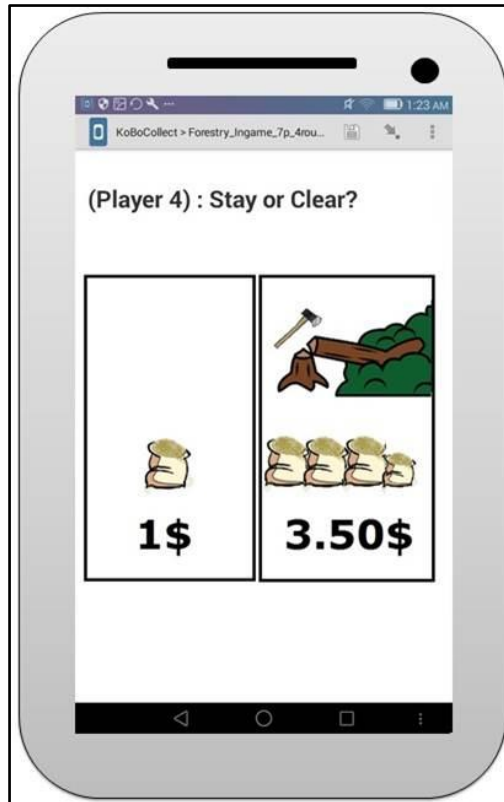 1:23 AM
KoBoCollect > Forestry_Ingame_7p_4rou...
(Player 4) : Stay or Clear?
1$
3.50$